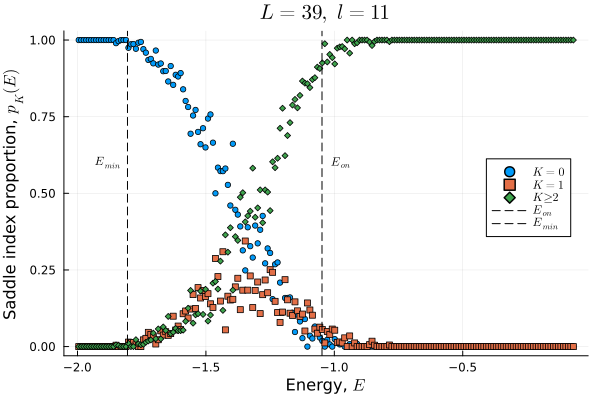 L = 39, l = 11
Saddle index proportion, p_K(E)
1.00
0.75
0.50
0.25
0.00
E_min
E_on
K = 0
K = 1
K ≥ 2
E_on
E_min
−2.0 −1.5 −1.0 −0.5
Energy, E